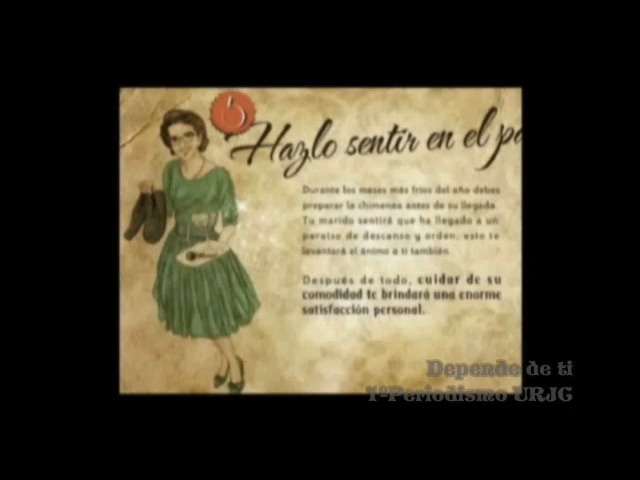 6
Hazlo sentir en el pa
Durante los meses más fríos del año debes
preparar la chimenea antes de su llegada.
Tu marido sentirá que ha llegado a un
paraíso de descanso y orden, esto te
levantará el ánimo a ti también.
Después de todo, cuidar de su
comodidad te brindará una enorme
satisfacción personal.
Depende de ti
1ºPeriodismo URJC